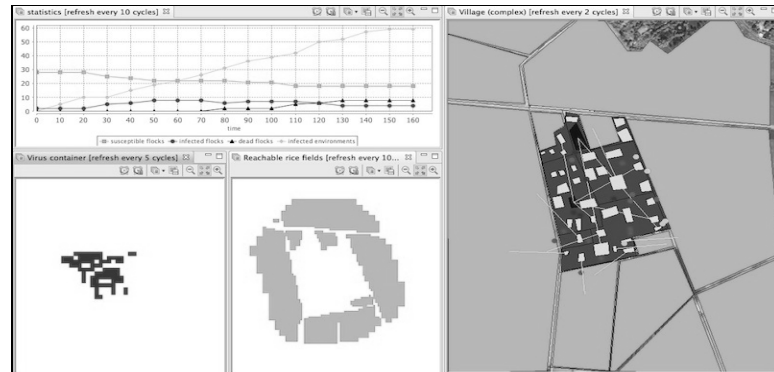 statistics [refresh every 10 cycles]
60
50
40
30
20
10
0
0 10 20 30 40 50 60 70 80 90 100 110 120 130 140 150 160
time
susceptible flocks infected flocks dead flocks infected environments
Virus container [refresh every 5 cycles]
Reachable rice fields [refresh every 10...
Village (complex) [refresh every 2 cycles]